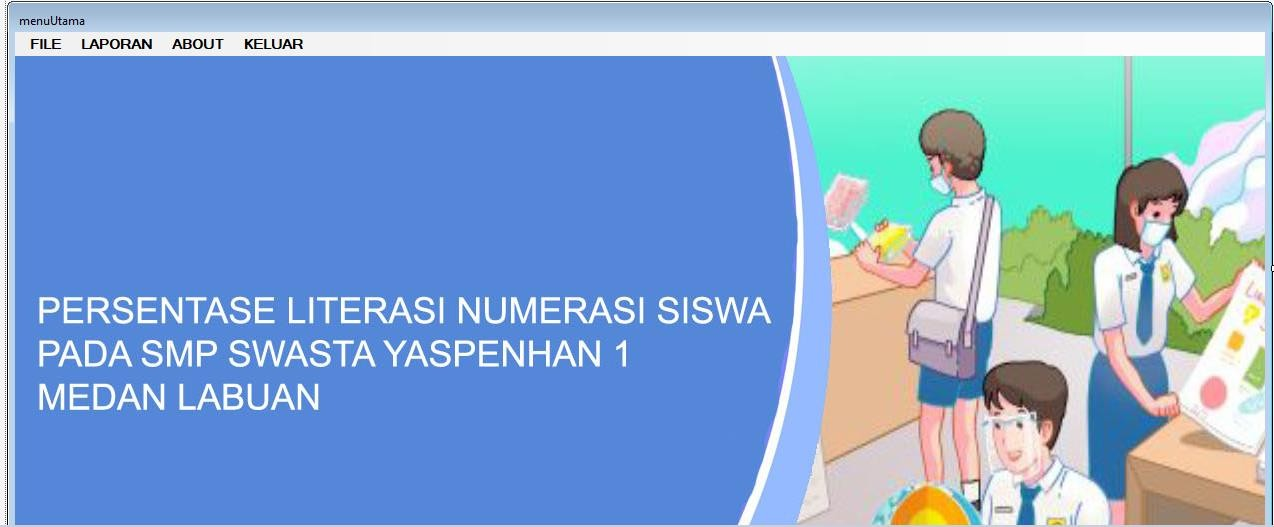 menuUtama
FILE LAPORAN ABOUT KELUAR
PERSENTASE LITERASI NUMERASI SISWA
PADA SMP SWASTA YASPENHAN 1
MEDAN LABUAN